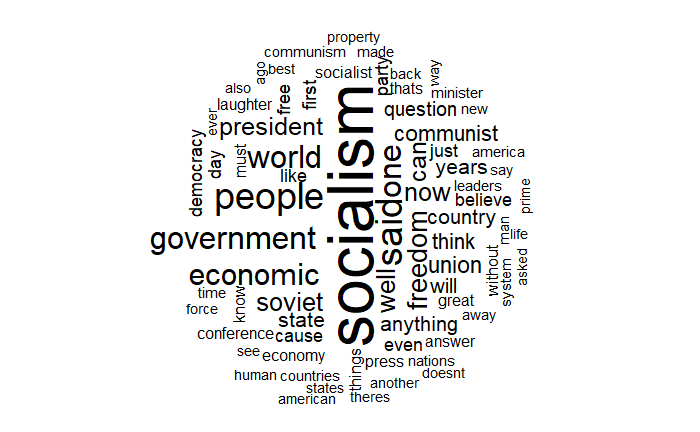 property
communism made
ago best socialist back way
also thats minister
laughter free first party
ever president question new
democracy day must world communist
like can just america
people said one now years say
leaders believe prime
government freedom country man life
think without system asked
economic well union will
time know soviet great
force state anything away
conference cause even answer
see economy things press nations
human countries another doesnt
states theres
american
socialism